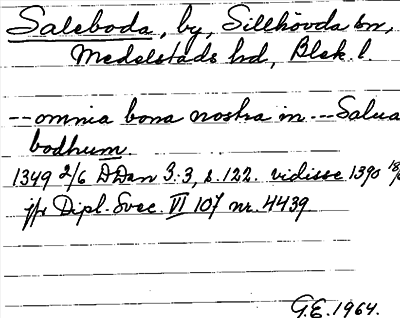 Saleboda, by, Sillhövda sn,
Medelstads hd, Blek. l.
-- omnia bona nostra in --- Salua
bodhum.
1349 2/6 DDan 3:3, s. 122. vidisse 1390 18/
jfr Dipl. Svec. VI 107 nr. 4439
G.E. 1964.